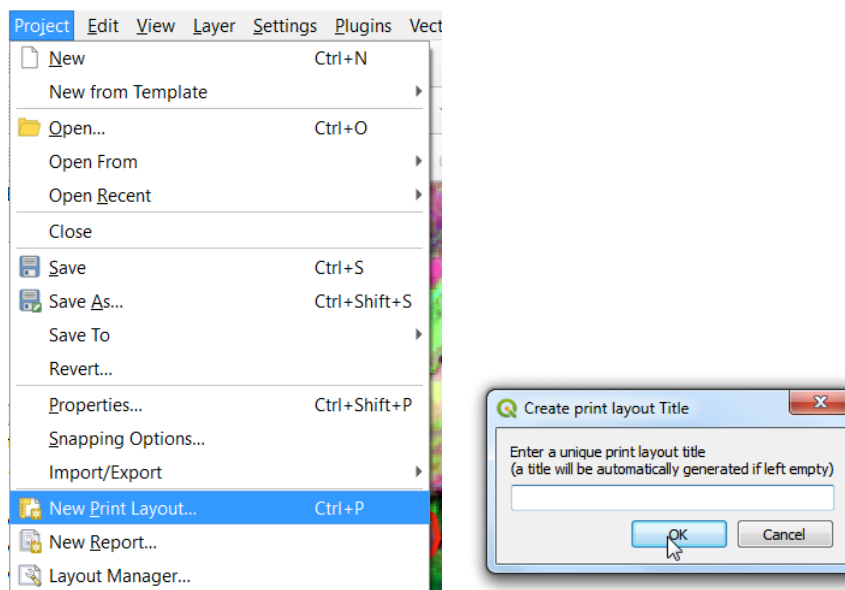 Project Edit View Layer Settings Plugins Vect
New Ctrl+N
New from Template
Open... Ctrl+O
Open From
Open Recent
Close
Save Ctrl+S
Save As... Ctrl+Shift+S
Save To
Revert...
Properties... Ctrl+Shift+P
Snapping Options...
Import/Export
New Print Layout... Ctrl+P
New Report...
Layout Manager...
Create print layout Title
Enter a unique print layout title
(a title will be automatically generated if left empty)
OK Cancel